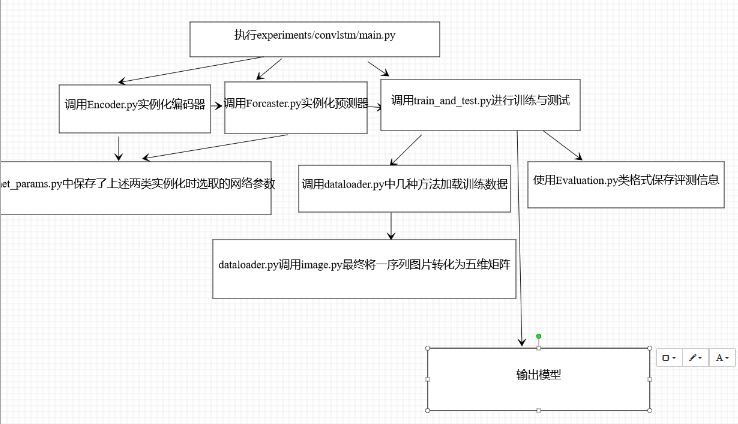 执行experiments/convlstm/main.py
调用Encoder.py实例化编码器
调用Forcaster.py实例化预测器
调用train_and_test.py进行训练与测试
net_params.py中保存了上述两类实例化时选取的网络参数
调用dataloader.py中几种方法加载训练数据
使用Evaluation.py类格式保存评测信息
dataloader.py调用image.py最终将一序列图片转化为五维矩阵
输出模型
A